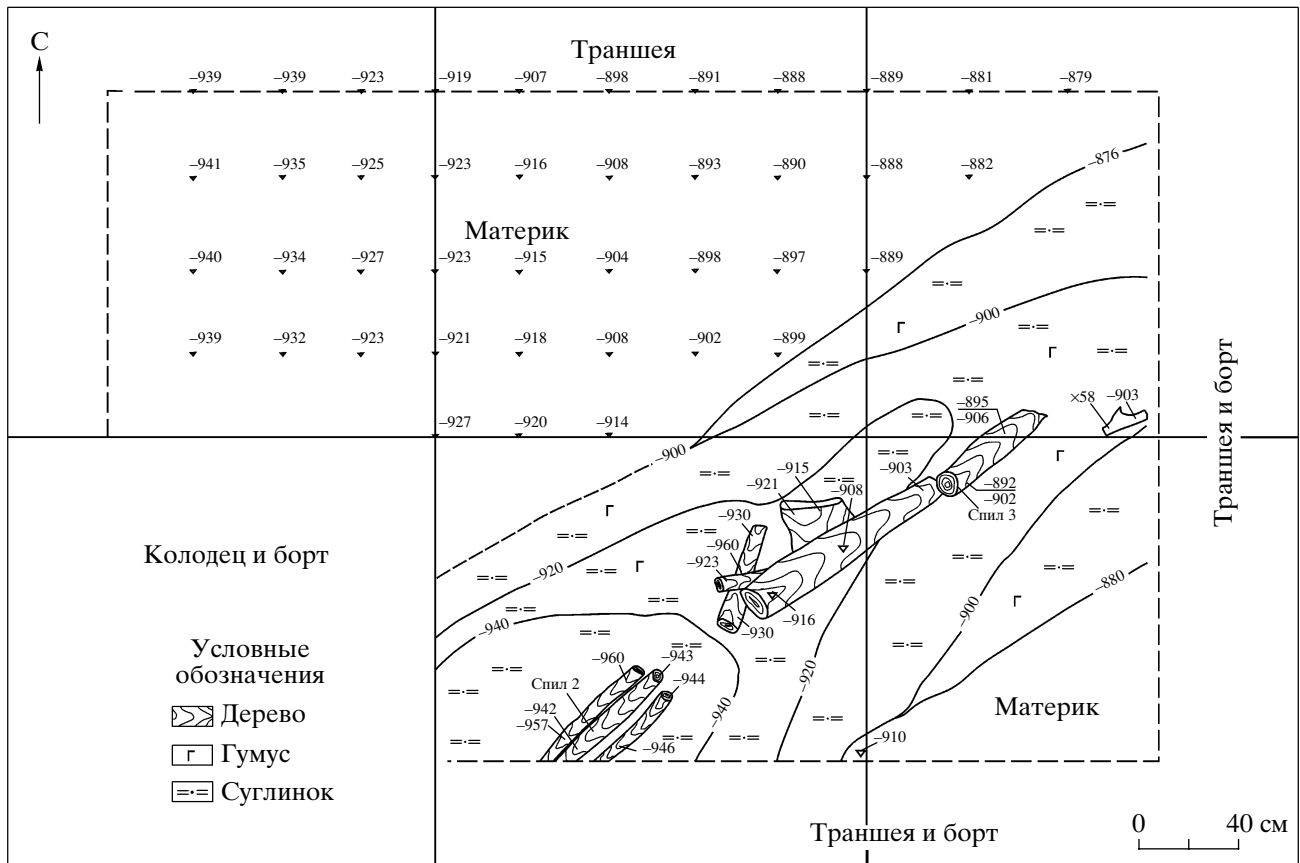 С
Траншея
–939 –939 –923 –919 –907 –898 –891 –888 –889 –881 –879
–941 –935 –925 –923 –916 –908 –893 –890 –888 –882
–876
Материк
–940 –934 –927 –923 –915 –904 –898 –897 –889
–900
Г
–939 –932 –923 –921 –918 –908 –902 –899
Г
–927 –920 –914
–895
–906
×58 –903
–900
Г
–915
–921
–908
–903
–892
–902
Спил 3
Г
–930
Траншея и борт
Колодец и борт
–960
–923
–920
Г
–880
–900
Г
–916
–930
–940
Условные
обозначения
–960 –943
–944
Спил 2
–920
–940
–942
–957
–946
Материк
–910
Дерево
Г Гумус
Суглинок
Траншея и борт
0 40 см